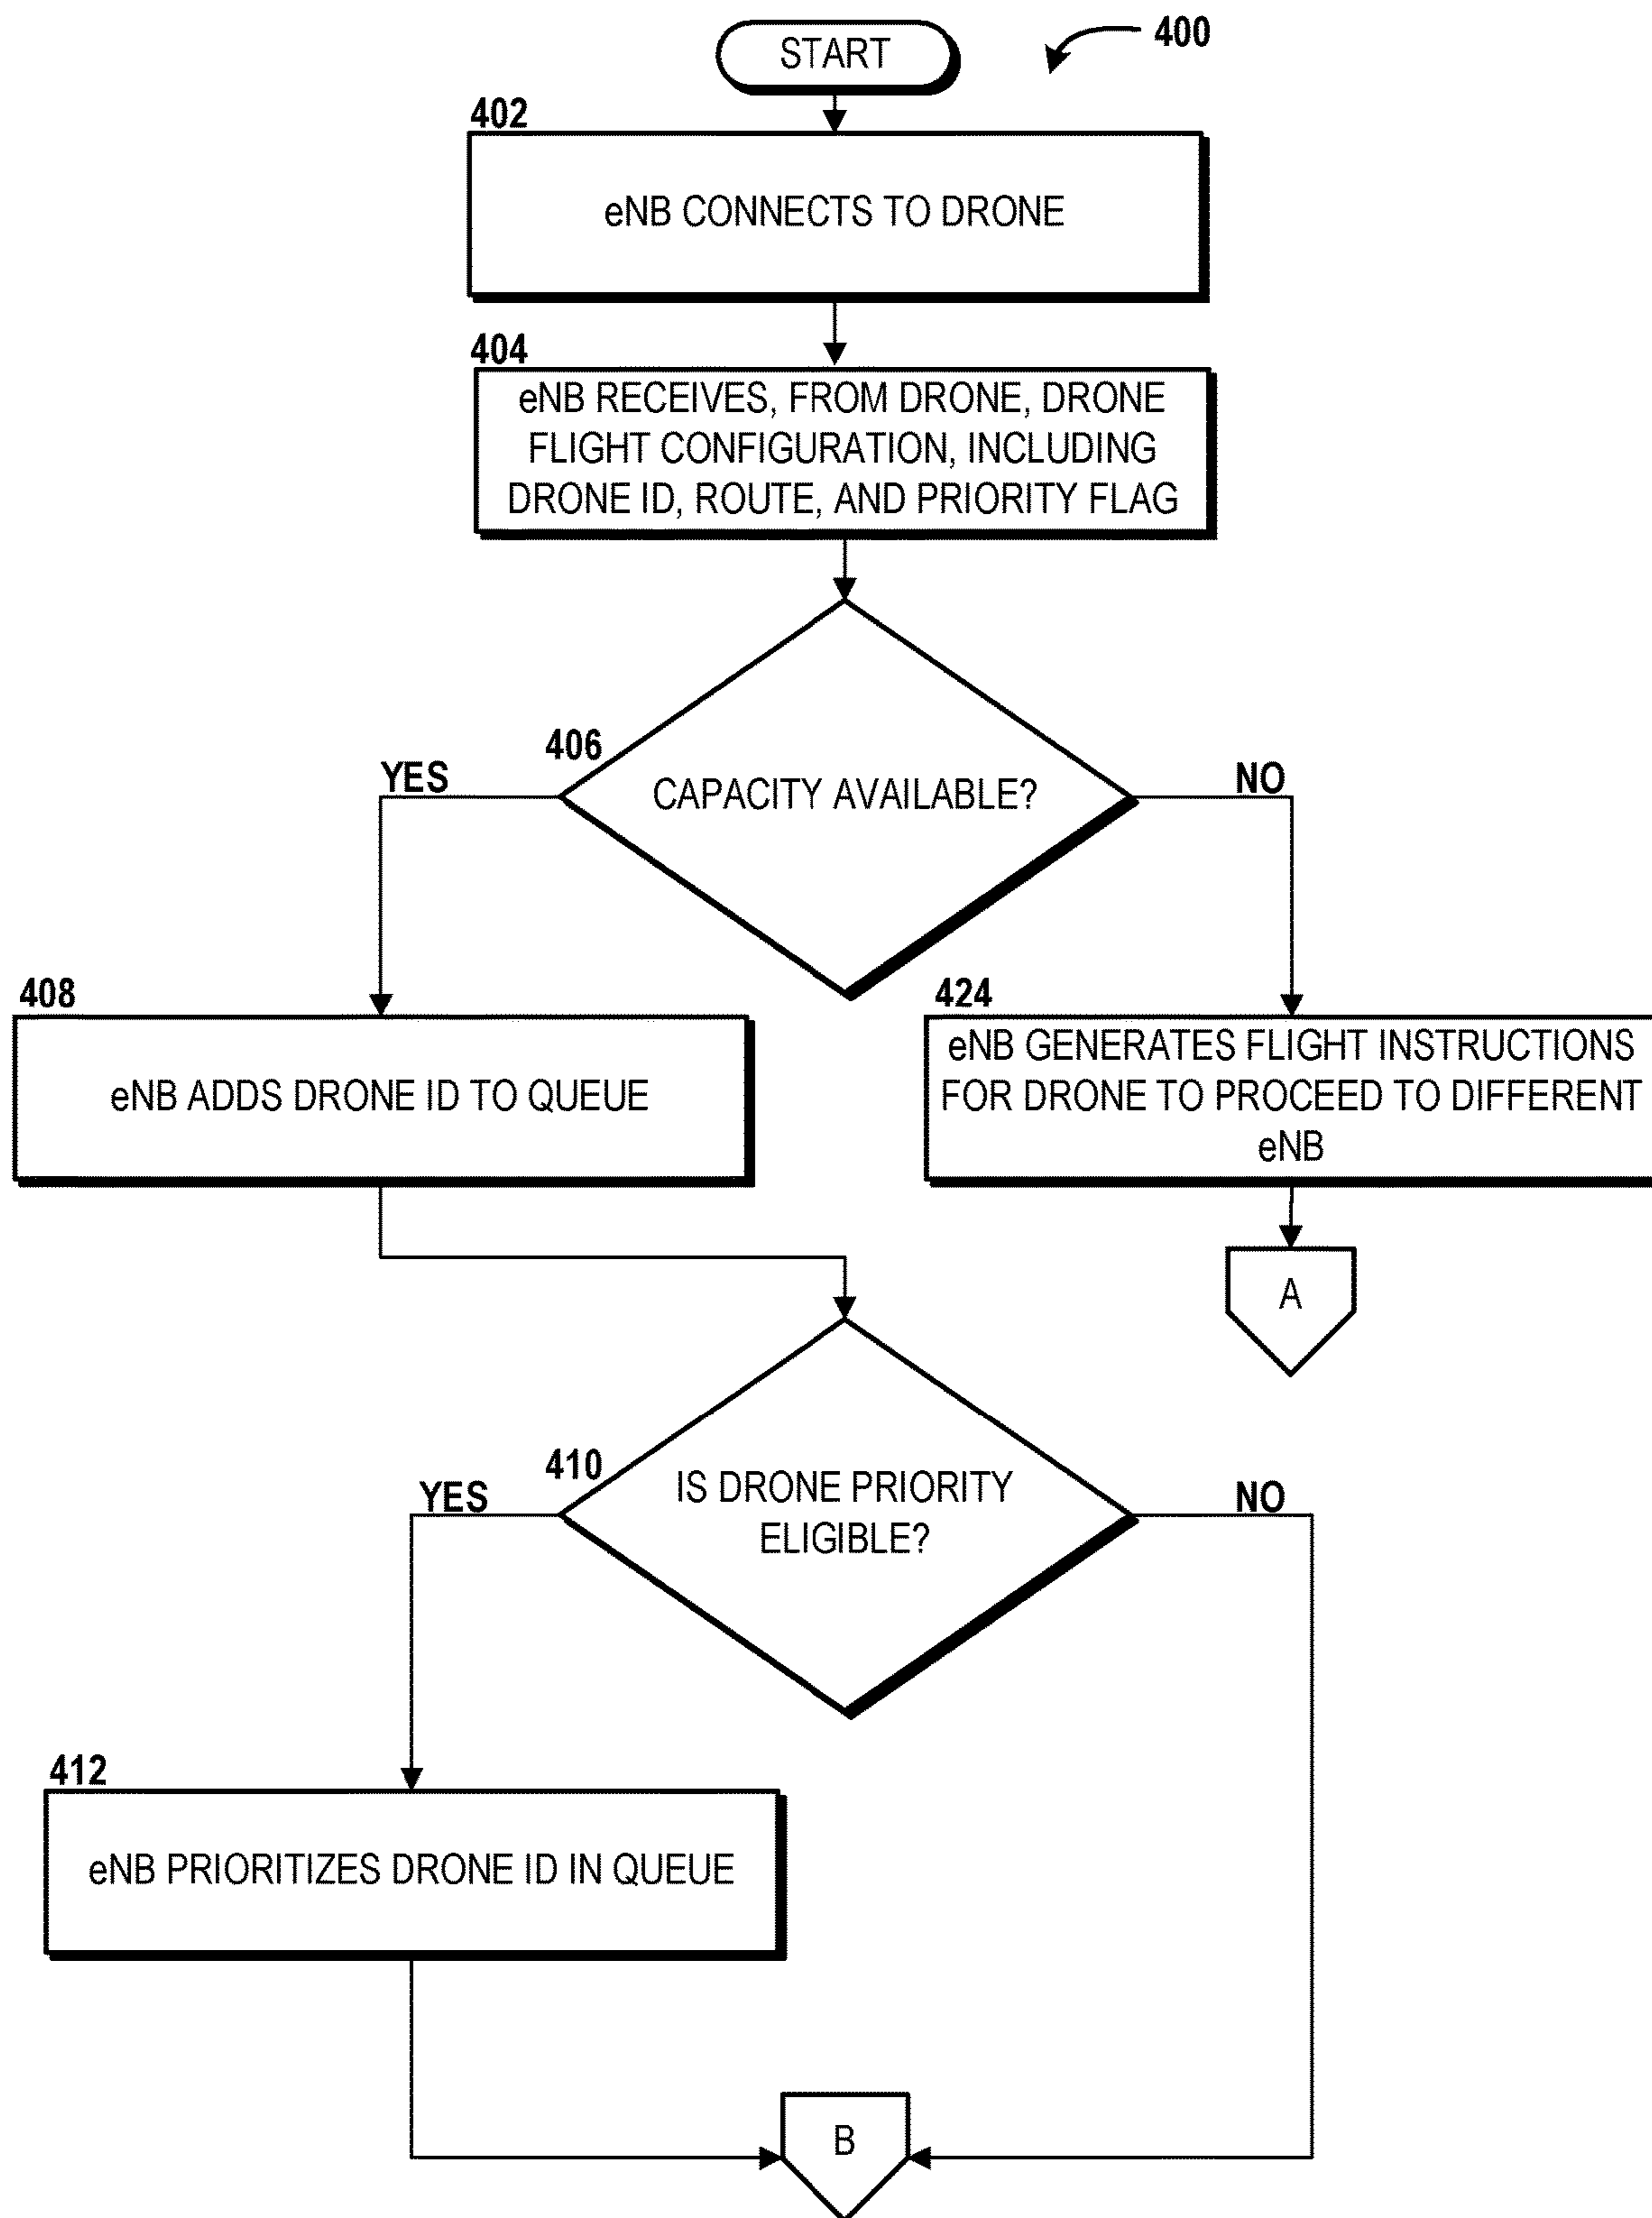 START
400
402
eNB CONNECTS TO DRONE
404
eNB RECEIVES, FROM DRONE, DRONE
FLIGHT CONFIGURATION, INCLUDING
DRONE ID, ROUTE, AND PRIORITY FLAG
406
YES
CAPACITY AVAILABLE?
NO
408
eNB ADDS DRONE ID TO QUEUE
424
eNB GENERATES FLIGHT INSTRUCTIONS
FOR DRONE TO PROCEED TO DIFFERENT
eNB
A
410
YES
IS DRONE PRIORITY
ELIGIBLE?
NO
412
eNB PRIORITIZES DRONE ID IN QUEUE
B